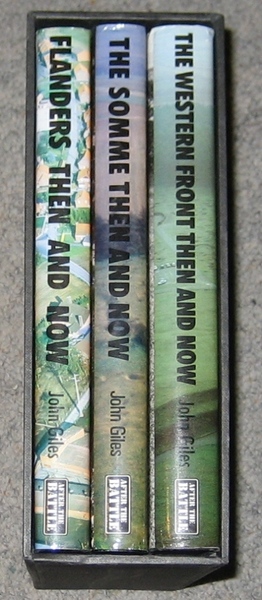 FLANDERS THEN AND NOW
John Giles
AFTER THE
BATTLE
THE SOMME THEN AND NOW
John Giles
AFTER THE
BATTLE
THE WESTERN FRONT THEN AND NOW
John Giles
AFTER THE
BATTLE